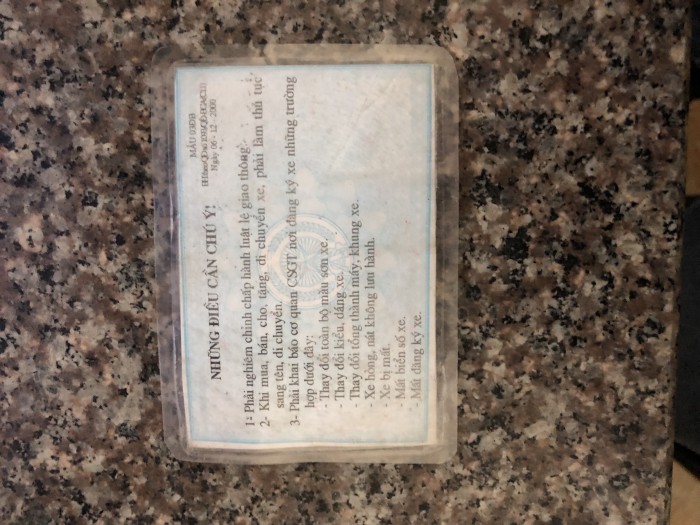 MẪU 03ĐB
Ngày 06 - 12 - 2000
NHỮNG ĐIỀU CẦN CHÚ Ý!
1- Phải nghiêm chỉnh chấp hành luật lệ giao thông.
2- Khi mua, bán, cho, tặng, di chuyển xe, phải làm thủ tục
sang tên, di chuyển.
3- Phải khai báo cơ quan CSGT nơi đăng ký xe những trường
hợp dưới đây:
- Thay đổi toàn bộ màu sơn xe.
- Thay đổi kiểu, dáng xe.
- Thay đổi tổng thành máy, khung xe.
Xe hỏng, nát không lưu hành.
- Xe bị mất.
- Mất biển số xe.
- Mất đăng ký xe.